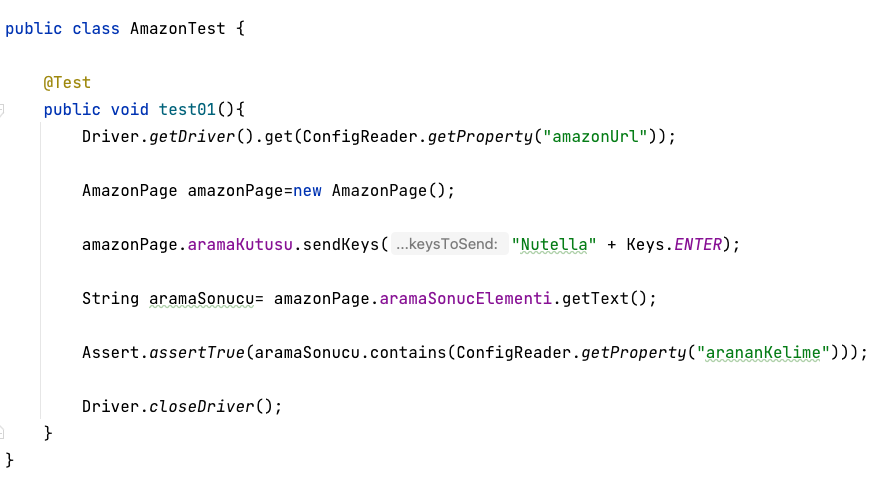 public class AmazonTest {
@Test
public void test01(){
Driver.getDriver().get(ConfigReader.getProperty("amazonUrl"));
AmazonPage amazonPage=new AmazonPage();
amazonPage.aramaKutusu.sendKeys( ...keysToSend: "Nutella" + Keys.ENTER);
String aramaSonucu= amazonPage.aramaSonucElementi.getText();
Assert.assertTrue(aramaSonucu.contains(ConfigReader.getProperty("arananKelime")));
Driver.closeDriver();
}
}